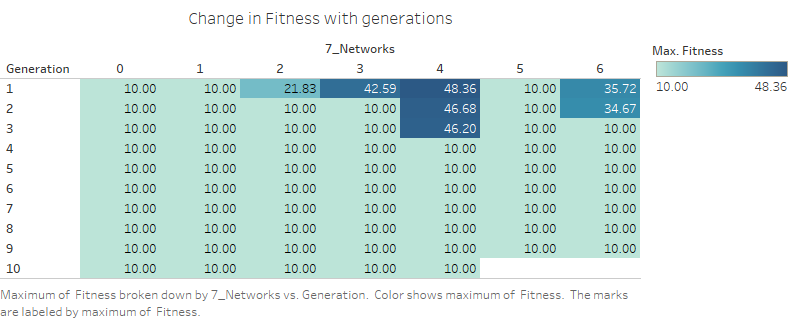 Change in Fitness with generations
7_Networks
Generation 0 1 2 3 4 5 6
1 10.00 10.00 21.83 42.59 48.36 10.00 35.72
2 10.00 10.00 10.00 10.00 46.68 10.00 34.67
3 10.00 10.00 10.00 10.00 46.20 10.00 10.00
4 10.00 10.00 10.00 10.00 10.00 10.00 10.00
5 10.00 10.00 10.00 10.00 10.00 10.00 10.00
6 10.00 10.00 10.00 10.00 10.00 10.00 10.00
7 10.00 10.00 10.00 10.00 10.00 10.00 10.00
8 10.00 10.00 10.00 10.00 10.00 10.00 10.00
9 10.00 10.00 10.00 10.00 10.00 10.00 10.00
10 10.00 10.00 10.00 10.00 10.00
Max. Fitness
10.00 48.36
Maximum of Fitness broken down by 7_Networks vs. Generation. Color shows maximum of Fitness. The marks
are labeled by maximum of Fitness.